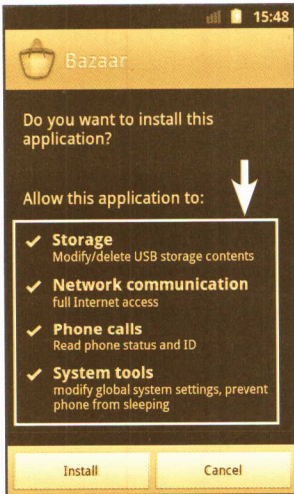 15:48
Bazaar
Do you want to install this
application?
Allow this application to:
Storage
Modify/delete USB storage contents
Network communication
full Internet access
Phone calls
Read phone status and ID
System tools
modify global system settings, prevent
phone from sleeping
Install
Cancel